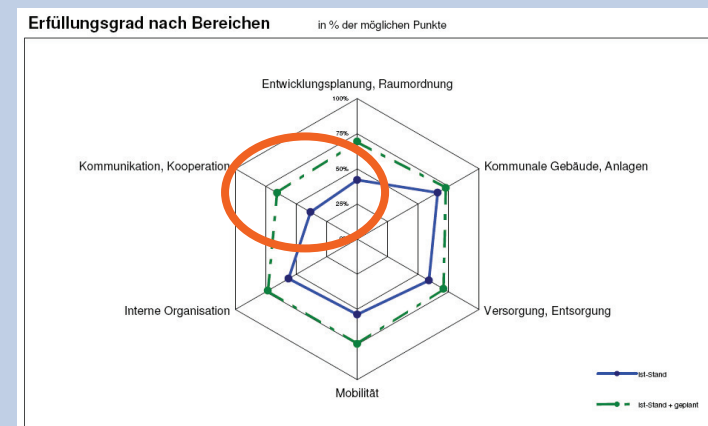 Erfüllungsgrad nach Bereichen in % der möglichen Punkte
Entwicklungsplanung, Raumordnung
100%
75%
Kommunikation, Kooperation
50%
Kommunale Gebäude, Anlagen
25%
Interne Organisation
Versorgung, Entsorgung
Mobilität
Ist-Stand
Ist-Stand + geplant